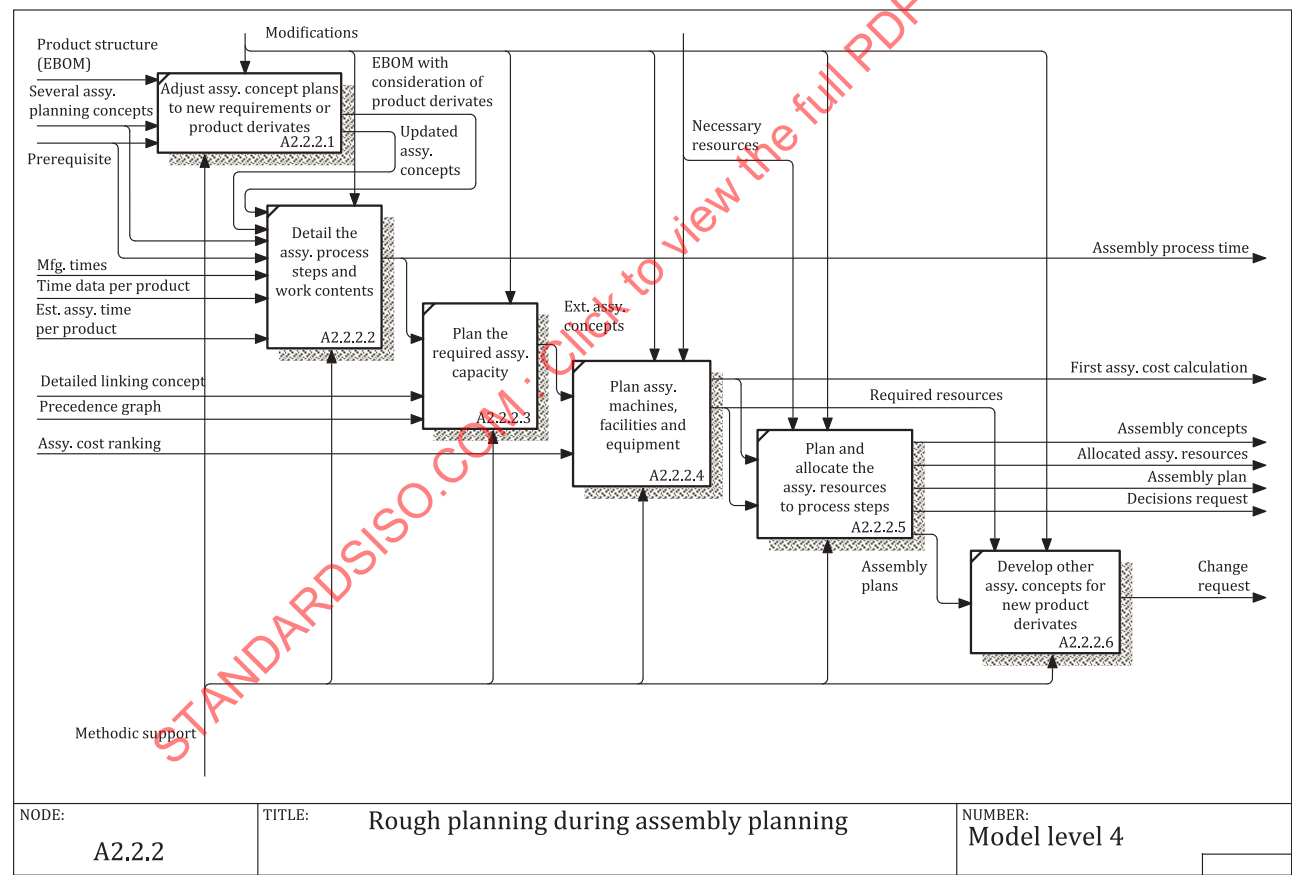 Modifications
Product structure
(EBOM)
Several assy.
planning concepts
Prerequisite
Adjust assy. concept plans
to new requirements or
product derivates
A2.2.2.1
EBOM with
consideration of
product derivates
Updated
assy.
concepts
Necessary
resources
Detail the
assy. process
steps and
work contents
A2.2.2.2
Mfg. times
Time data per product
Est. assy. time
per product
Assembly process time
Plan the
required assy.
capacity
A2.2.2.3
Ext. assy.
concepts
Detailed linking concept
Precedence graph
Assy. cost ranking
Plan assy.
machines,
facilities and
equipment
A2.2.2.4
First assy. cost calculation
Required resources
Plan and
allocate the
assy. resources
to process steps
A2.2.2.5
Assembly concepts
Allocated assy. resources
Assembly plan
Decisions request
Assembly
plans
Develop other
assy. concepts for
new product
derivates
A2.2.2.6
Change
request
Methodic support
STANDARDSISO.COM : Click to view the full PDF
NODE:
A2.2.2
TITLE:
Rough planning during assembly planning
NUMBER:
Model level 4